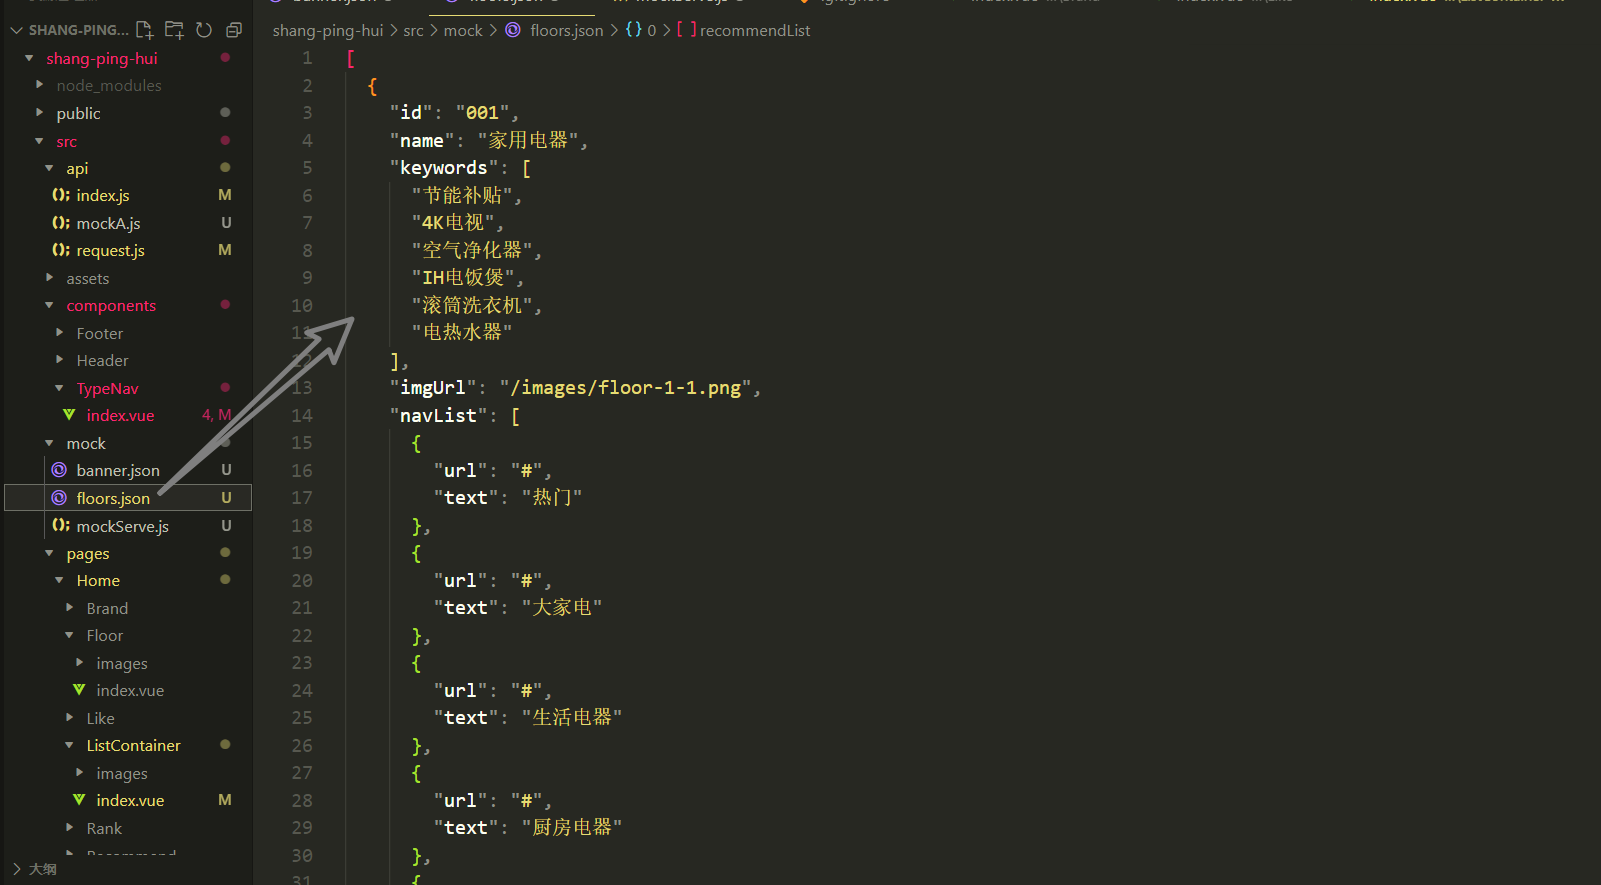 SHANG-PING...
shang-ping-hui
node_modules
public
src
api
index.js M
mockA.js U
request.js M
assets
components
Footer
Header
TypeNav
index.vue 4, M
mock
banner.json U
floors.json U
mockServe.js U
pages
Home
Brand
Floor
images
index.vue
Like
ListContainer
images
index.vue M
Rank
大纲
shang-ping-hui > src > mock > floors.json > {} 0 > [ ] recommendList
1 [
2 {
3 "id": "001",
4 "name": "家用电器",
5 "keywords": [
6 "节能补贴",
7 "4K电视",
8 "空气净化器",
9 "IH电饭煲",
10 "滚筒洗衣机",
11 "电热水器"
12 ],
13 "imgUrl": "/images/floor-1-1.png",
14 "navList": [
15 {
16 "url": "#",
17 "text": "热门"
18 },
19 {
20 "url": "#",
21 "text": "大家电"
22 },
23 {
24 "url": "#",
25 "text": "生活电器"
26 },
27 {
28 "url": "#",
29 "text": "厨房电器"
30 },
31 {